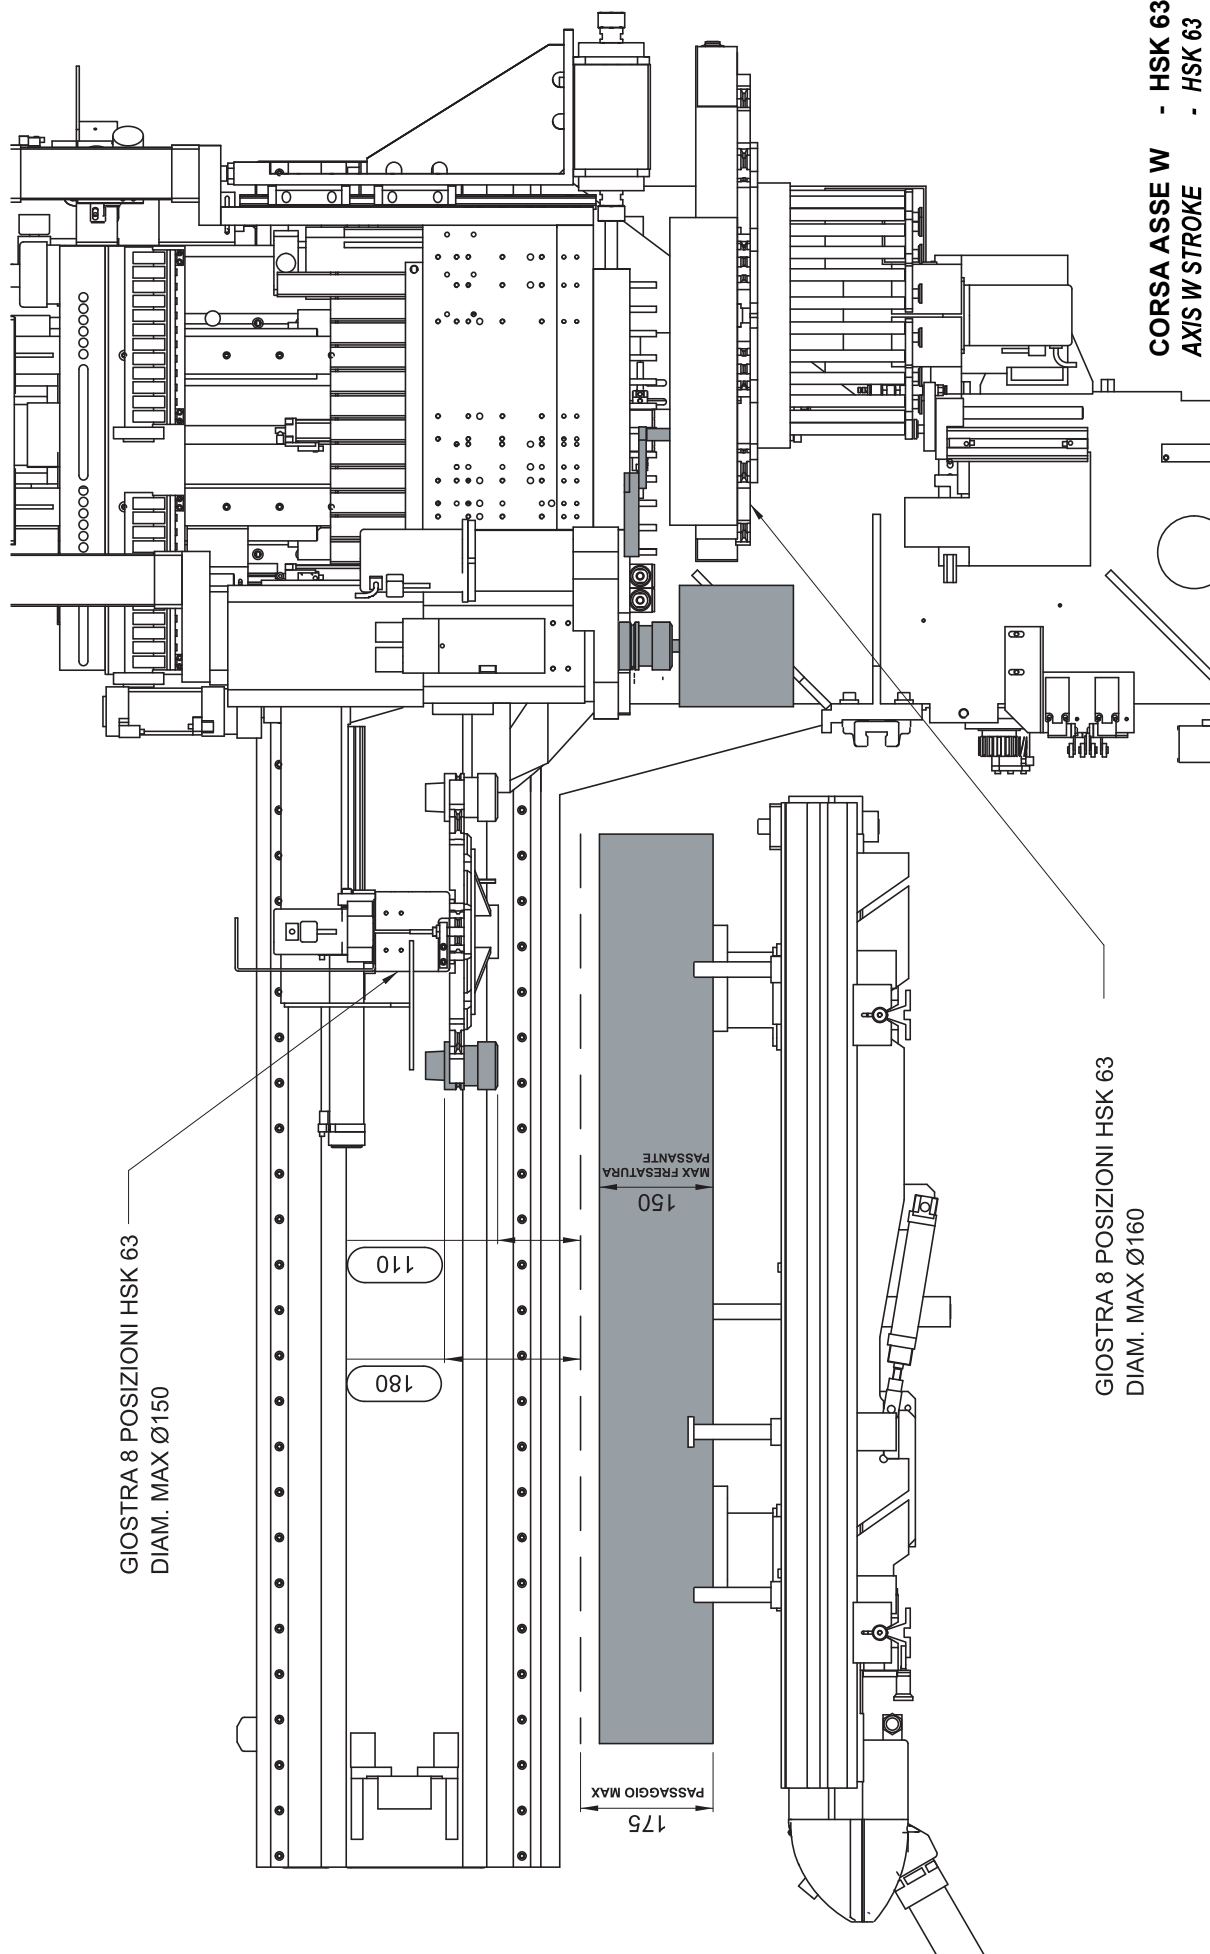 CORSA ASSE W - HSK 63
AXIS W STROKE - HSK 63
GIOSTRA 8 POSIZIONI HSK 63
DIAM. MAX Ø150
GIOSTRA 8 POSIZIONI HSK 63
DIAM. MAX Ø160
110
180
150
MAX FRESATURA
PASSANTE
175
PASSAGGIO MAX